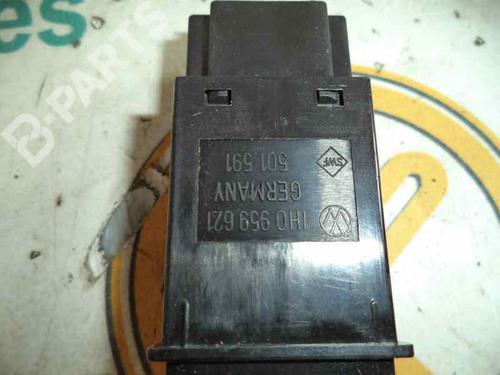 1H0 959 621
GERMANY
501 591
SWF
B-PARTS
es